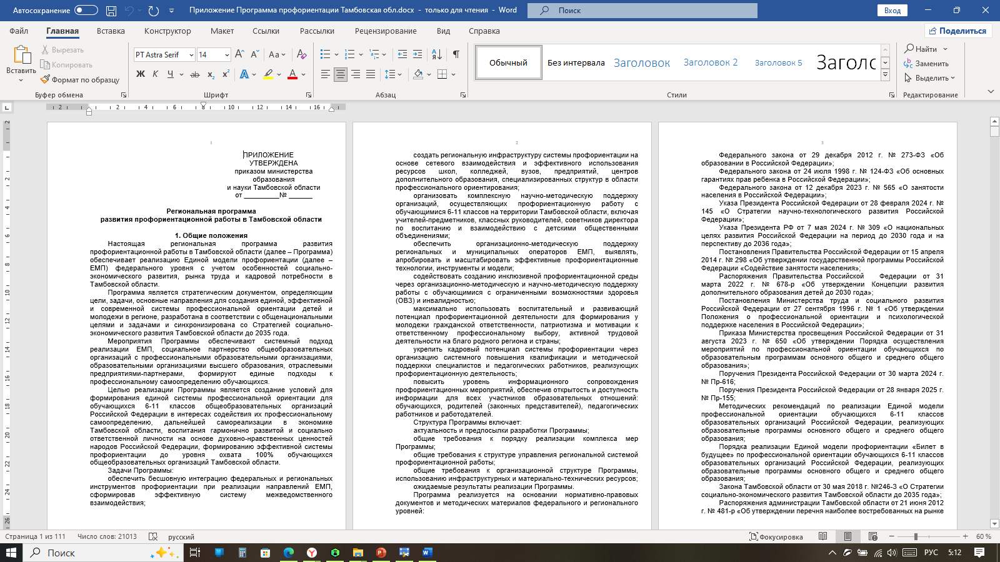 Автосохранение
Приложение Программа профориентации Тамбовская обл.docx - только для чтения - Word
Поиск
Вход
Файл Главная Вставка Конструктор Макет Ссылки Рассылки Рецензирование Вид Справка
Поделиться
Вставить
Вырезать
Копировать
Формат по образцу
Буфер обмена
PT Astra Serif 14
Ж К Ч ab x₂ x²
Шрифт
Абзац
Обычный Без интервала Заголовок Заголовок 2 Заголовок 5 Заголо
Стили
Найти
Заменить
Выделить
Редактирование
2 2 4 6 8 10 12 14 16
1
ПРИЛОЖЕНИЕ
УТВЕРЖДЕНА
приказом министерства
образования
и науки Тамбовской области
от _________№ ______
Региональная программа
развития профориентационной работы в Тамбовской области
1. Общие положения
Настоящая региональная программа развития
профориентационной работы в Тамбовской области (далее – Программа)
обеспечивает реализацию Единой модели профориентации (далее –
ЕМП) федерального уровня с учетом особенностей социально-
экономического развития, рынка труда и кадровой потребности в
Тамбовской области.
Программа является стратегическим документом, определяющим
цели, задачи, основные направления для создания единой, эффективной
и современной системы профессиональной ориентации детей и
молодежи в регионе, разработана в соответствии с общенациональными
целями и задачами и синхронизирована со Стратегией социально-
экономического развития Тамбовской области до 2035 года.
Мероприятия Программы обеспечивают системный подход
реализации ЕМП, социальное партнерство общеобразовательных
организаций с профессиональными образовательными организациями,
образовательными организациями высшего образования, отраслевыми
предприятиями-партнерами, формируют единые подходы к
профессиональному самоопределению обучающихся.
Целью реализации Программы является создание условий для
формирования единой системы профессиональной ориентации для
обучающихся 6-11 классов общеобразовательных организаций
Российской Федерации в интересах содействия их профессиональному
самоопределению, дальнейшей самореализации в экономике
Тамбовской области, воспитания гармонично развитой и социально
ответственной личности на основе духовно-нравственных ценностей
народов Российской Федерации, формированию эффективной системы
профориентации до уровня охвата 100% обучающихся
общеобразовательных организаций Тамбовской области.
Задачи Программы:
обеспечить бесшовную интеграцию федеральных и региональных
инструментов профориентации при реализации направлений ЕМП,
сформировав эффективную систему межведомственного
взаимодействия;
2
создать региональную инфраструктуру системы профориентации на
основе сетевого взаимодействия и эффективного использования
ресурсов школ, колледжей, вузов, предприятий, центров
дополнительного образования, специализированных структур в области
профессионального ориентирования;
организовать комплексную научно-методическую поддержку
организаций, осуществляющих профориентационную работу с
обучающимися 6-11 классов на территории Тамбовской области, включая
учителей-предметников, классных руководителей, советников директора
по воспитанию и взаимодействию с детскими общественными
объединениями;
обеспечить организационно-методическую поддержку
региональных и муниципальных операторов ЕМП, выявлять,
апробировать и масштабировать эффективные профориентационные
технологии, инструменты и модели;
содействовать созданию инклюзивной профориентационной среды
через организационно-методическую и научно-методическую поддержку
работы с обучающимися с ограниченными возможностями здоровья
(ОВЗ) и инвалидностью;
максимально использовать воспитательный и развивающий
потенциал профориентационной деятельности для формирования у
молодежи гражданской ответственности, патриотизма и мотивации к
ответственному профессиональному выбору, активной трудовой
деятельности на благо родного региона и страны;
укрепить кадровый потенциал системы профориентации через
организацию системного повышения квалификации и методической
поддержки специалистов и педагогических работников, реализующих
профориентационную деятельность;
повысить уровень информационного сопровождения
профориентационных мероприятий, обеспечив открытость и доступность
информации для всех участников образовательных отношений:
обучающихся, родителей (законных представителей), педагогических
работников и работодателей.
Структура Программы включает:
актуальность и предпосылки разработки Программы;
общие требования к порядку реализации комплекса мер
Программы;
общие требования к структуре управления региональной системой
профориентационной работы;
общие требования к организационной структуре Программы,
использованию инфраструктурных и материально-технических ресурсов;
ожидаемые результаты реализации Программы.
Программа реализуется на основании нормативно-правовых
документов и методических материалов федерального и регионального
уровней:
3
Федерального закона от 29 декабря 2012 г. № 273-ФЗ «Об
образовании в Российской Федерации»;
Федерального закона от 24 июля 1998 г. № 124-ФЗ «Об основных
гарантиях прав ребенка в Российской Федерации»;
Федерального закона от 12 декабря 2023 г. № 565 «О занятости
населения в Российской Федерации»;
Указа Президента Российской Федерации от 28 февраля 2024 г. №
145 «О Стратегии научно-технологического развития Российской
Федерации»;
Указа Президента РФ от 7 мая 2024 г. № 309 «О национальных
целях развития Российской Федерации на период до 2030 года и на
перспективу до 2036 года»;
Постановления Правительства Российской Федерации от 15 апреля
2014 г. № 298 «Об утверждении государственной программы Российской
Федерации «Содействие занятости населения»;
Распоряжения Правительства Российской Федерации от 31
марта 2022 г. № 678-р «Об утверждении Концепции развития
дополнительного образования детей до 2030 года»;
Постановления Министерства труда и социального развития
Российской Федерации от 27 сентября 1996 г. № 1 «Об утверждении
Положения о профессиональной ориентации и психологической
поддержке населения в Российской Федерации»;
Приказа Министерства просвещения Российской Федерации от 31
августа 2023 г. № 650 «Об утверждении Порядка осуществления
мероприятий по профессиональной ориентации обучающихся по
образовательным программам основного общего и среднего общего
образования»;
Поручения Президента Российской Федерации от 30 марта 2024 г.
№ Пр-616;
Поручения Президента Российской Федерации от 28 января 2025 г.
№ Пр-155;
Методических рекомендаций по реализации Единой модели
профессиональной ориентации обучающихся 6-11 классов
образовательных организаций Российской Федерации, реализующих
образовательные программы основного общего и среднего общего
образования;
Порядка реализации Единой модели профориентации «Билет в
будущее» по профессиональной ориентации обучающихся 6-11 классов
образовательных организаций Российской Федерации, реализующих
образовательные программы основного общего и среднего общего
образования;
Закона Тамбовской области от 30 мая 2018 г. №246-З «О Стратегии
социально-экономического развития Тамбовской области до 2035 года»;
Распоряжения администрации Тамбовской области от 21 июня 2012
г. № 481-р «Об утверждении перечня наиболее востребованных на рынке
Страница 1 из 111 Число слов: 21013 русский
Фокусировка
60 %
Поиск
РУС 5:12